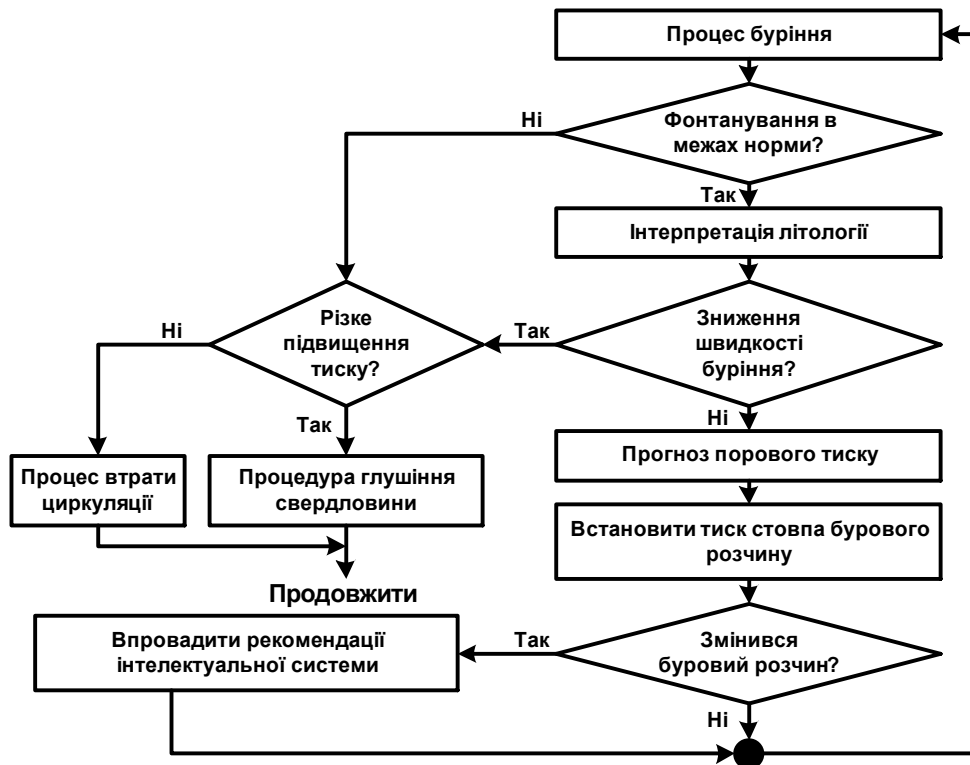 Процес буріння
Фонтанування в
межах норми?
Ні
Так
Інтерпретація літології
Зниження
швидкості
буріння?
Так
Різке
підвищення
тиску?
Ні
Так
Ні
Процес втрати
циркуляції
Процедура глушіння
свердловини
Прогноз порового тиску
Встановити тиск стовпа бурового
розчину
Продовжити
Впровадити рекомендації
інтелектуальної системи
Так
Змінився
буровий розчин?
Ні